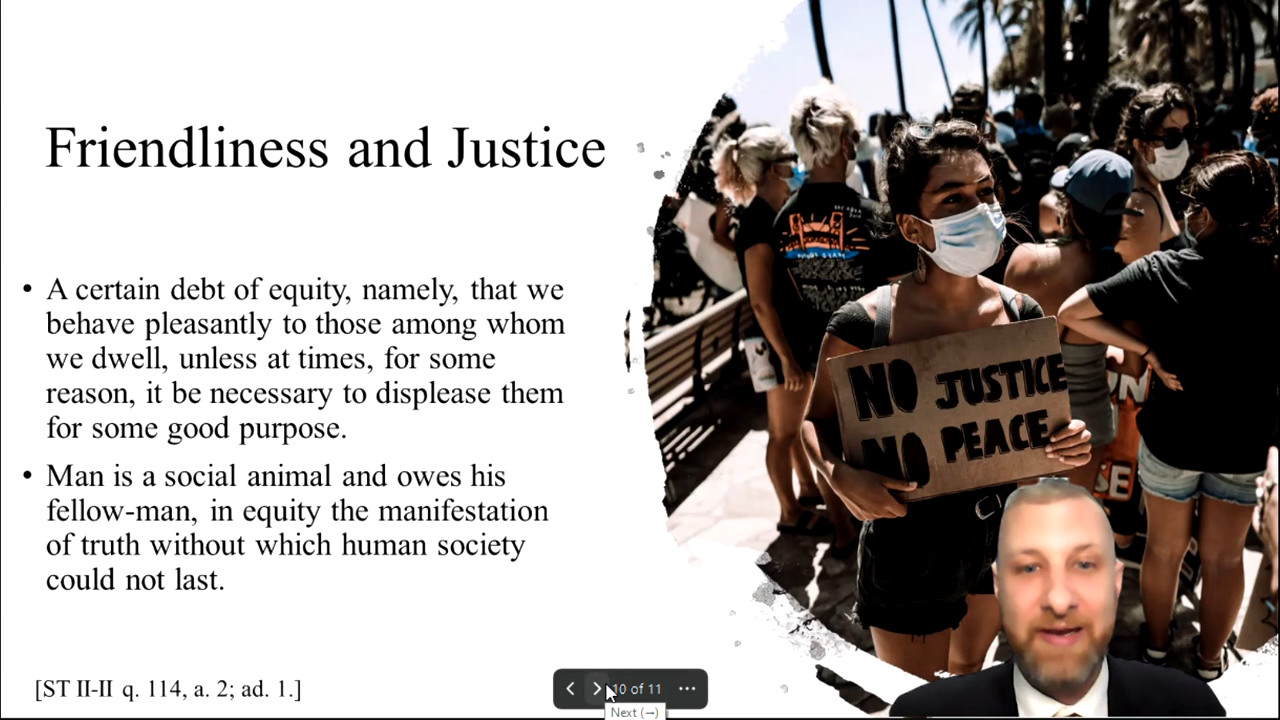 Friendliness and Justice
• A certain debt of equity, namely, that we
behave pleasantly to those among whom
we dwell, unless at times, for some
reason, it be necessary to displease them
for some good purpose.
• Man is a social animal and owes his
fellow-man, in equity the manifestation
of truth without which human society
could not last.
[ST II-II q. 114, a. 2; ad. 1.]
NO JUSTICE
NO PEACE
10 of 11
Next (→)